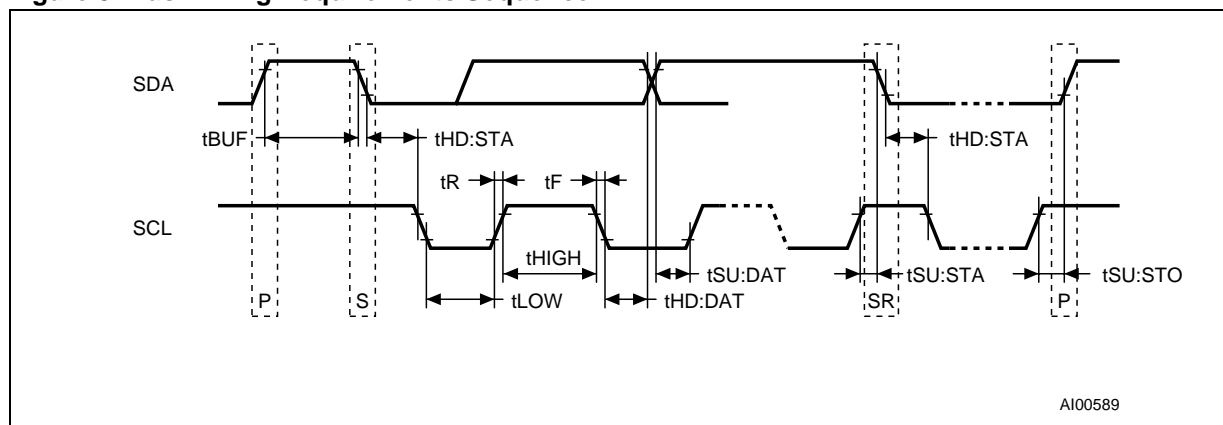 SDA
tBUF
tHD:STA
tHD:STA
tR
tF
SCL
tHIGH
tSU:DAT
tSU:STA
tSU:STO
P
S
tLOW
tHD:DAT
SR
P
AI00589